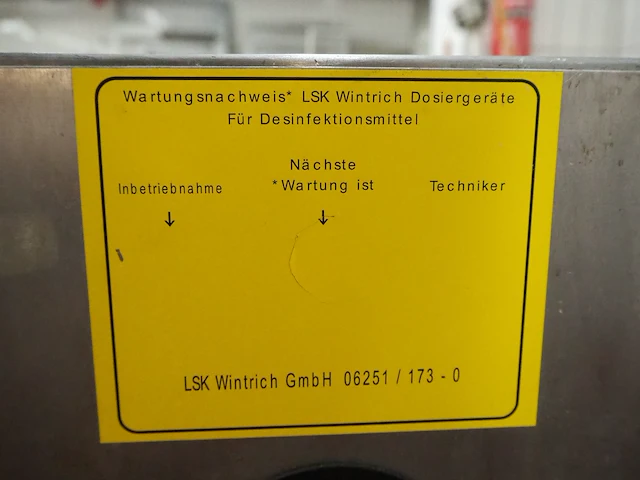 Wartungsnachweis* LSK Wintrich Dosiergeräte
Für Desinfektionsmittel
Nächste
Inbetriebnahme *Wartung ist Techniker
LSK Wintrich GmbH 06251 / 173 - 0